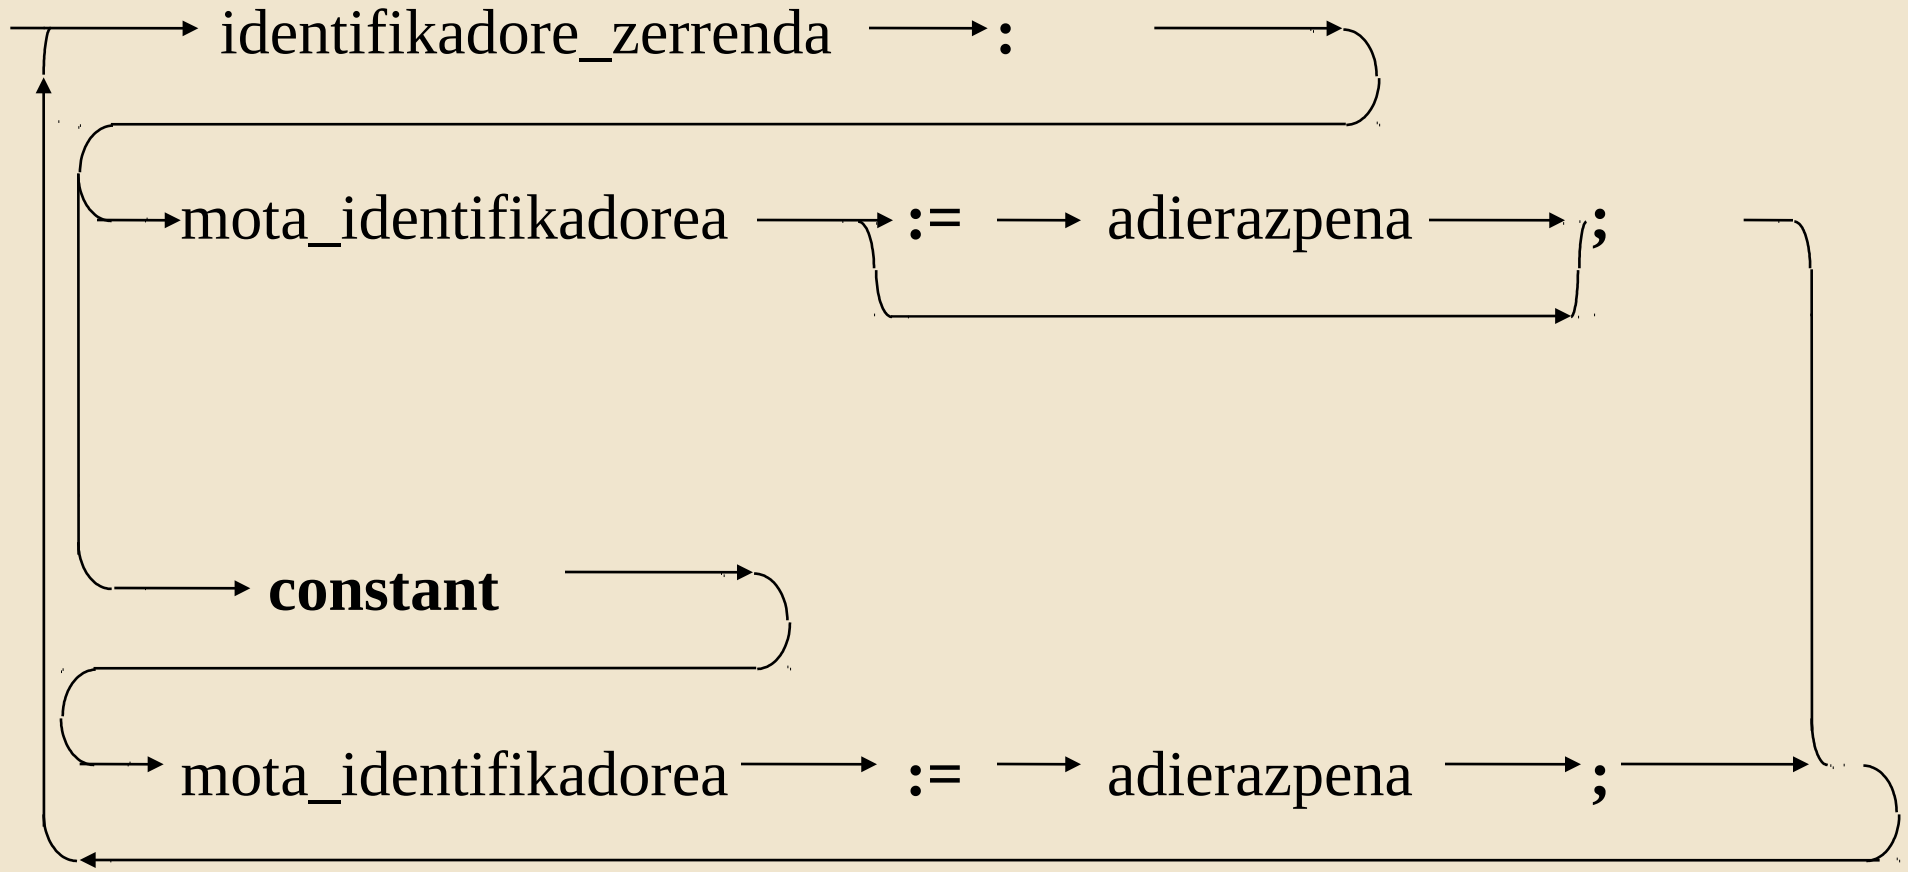 identifikadore_zerrenda :
mota_identifikadorea := adierazpena ;
constant
mota_identifikadorea := adierazpena ;